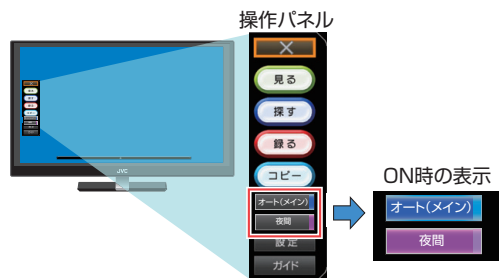 操作パネル
見る
探す
録る
コピー
オート(メイン)
夜間
設定
ガイド
JVC
ON時の表示
オート(メイン)
夜間